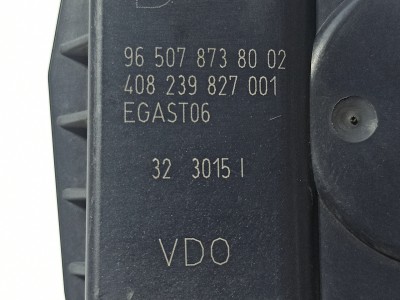 96 507 873 80 02
408 239 827 001
EGAST06
32 3015 I
VDO